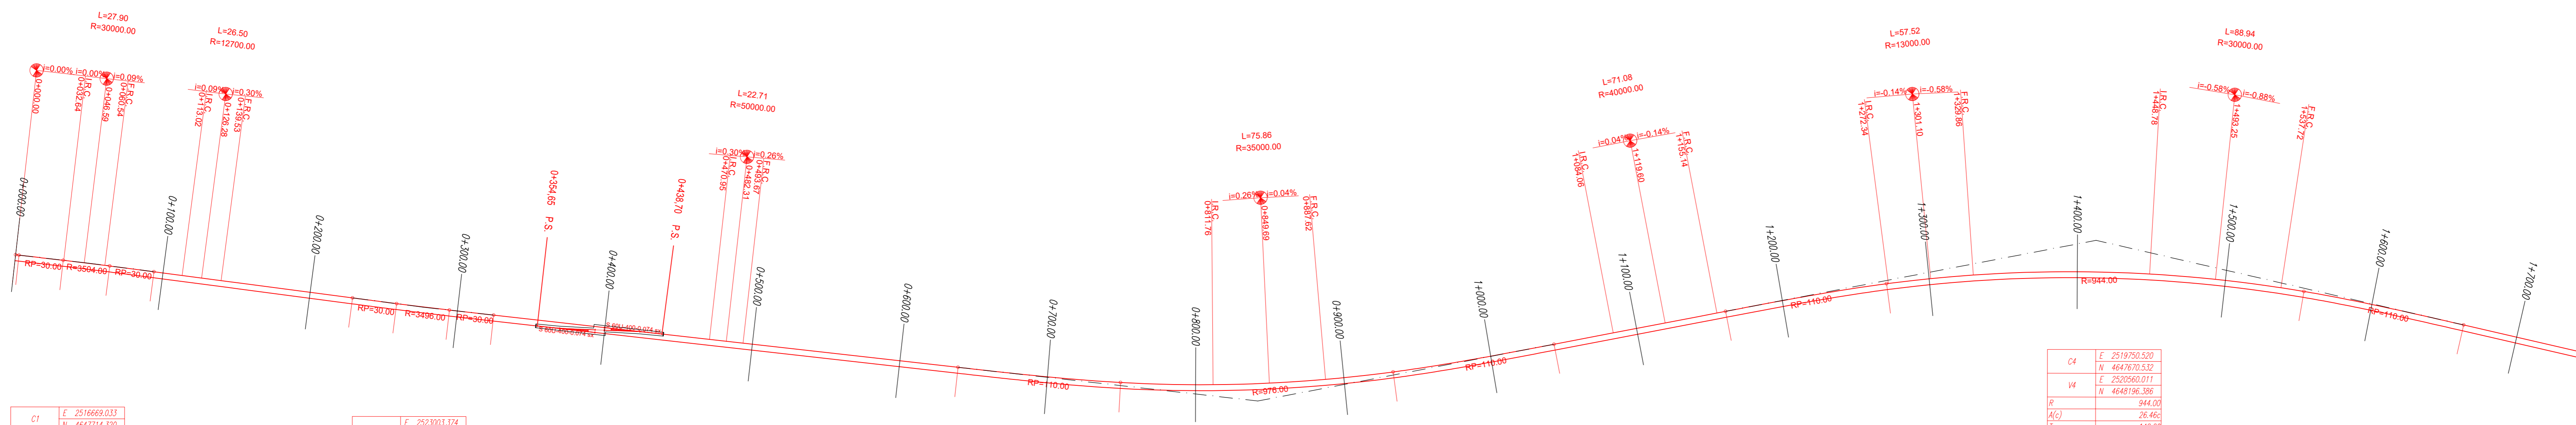 L=27.90
R=30000.00
i=0.00%
i=0.00%
i=0.09%
0+000.00
I.R.C.
0+032.64
0+046.59
F.R.C.
0+060.54
L=26.50
R=12700.00
i=0.09%
i=0.30%
I.R.C.
0+113.02
0+126.28
F.R.C.
0+139.53
L=22.71
R=50000.00
i=0.30%
i=0.26%
I.R.C.
0+470.95
0+482.31
F.R.C.
0+493.67
L=75.86
R=35000.00
i=0.26%
i=0.04%
I.R.C.
0+811.76
0+849.69
F.R.C.
0+887.62
L=71.08
R=40000.00
i=0.04%
i=-0.14%
I.R.C.
1+084.06
1+119.60
F.R.C.
1+155.14
L=57.52
R=13000.00
i=-0.14%
i=-0.58%
I.R.C.
1+272.34
1+301.10
F.R.C.
1+329.86
L=88.94
R=30000.00
i=-0.58%
i=-0.88%
I.R.C.
1+448.78
1+493.25
F.R.C.
1+537.72
0+000.00
0+100.00
0+200.00
0+300.00
0+354,65 P.S.
0+400.00
0+438,70 P.S.
0+500.00
0+600.00
0+700.00
0+800.00
0+900.00
1+000.00
1+100.00
1+200.00
1+300.00
1+400.00
1+500.00
1+600.00
1+700.00
RP=30.00
R=3504.00
RP=30.00
RP=30.00
R=3496.00
RP=30.00
RP=110.00
R=976.00
RP=110.00
RP=110.00
R=944.00
RP=110.00
C1
E 2516669.033
N 4647714.320
E 2523003.374
C4
E 2519750.520
N 4647670.532
V4
E 2520560.011
N 4648196.386
R 944.00
A(c) 26.46c